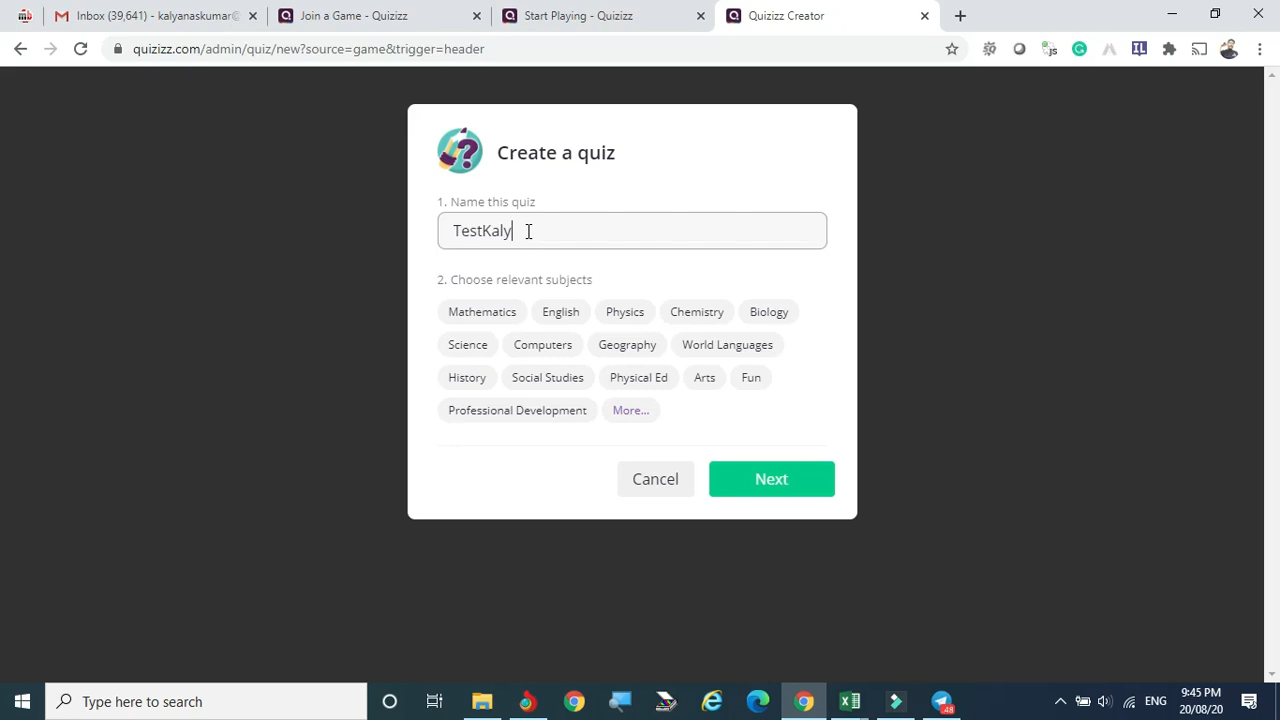 Inbox (39,641) - kalyanaskumar@
Join a Game - Quizizz
Start Playing - Quizizz
Quizizz Creator
quizizz.com/admin/quiz/new?source=game&trigger=header
Create a quiz
1. Name this quiz
TestKaly
2. Choose relevant subjects
Mathematics English Physics Chemistry Biology
Science Computers Geography World Languages
History Social Studies Physical Ed Arts Fun
Professional Development More...
Cancel Next
Type here to search
ENG
9:45 PM
20/08/20